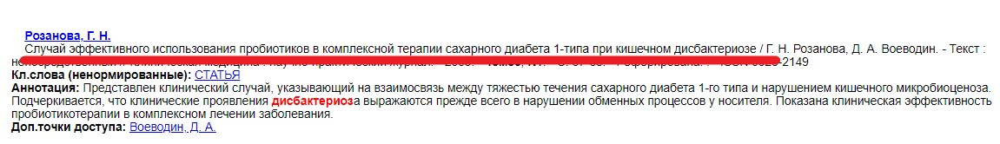 Розанова, Г. Н.
Случай эффективного использования пробиотиков в комплексной терапии сахарного диабета 1-типа при кишечном дисбактериозе / Г. Н. Розанова, Д. А. Воеводин. - Текст :
-2149
Кл.слова (ненормированные): СТАТЬЯ
Аннотация: Представлен клинический случай, указывающий на взаимосвязь между тяжестью течения сахарного диабета 1-го типа и нарушением кишечного микробиоценоза.
Подчеркивается, что клинические проявления дисбактериоза выражаются прежде всего в нарушении обменных процессов у носителя. Показана клиническая эффективность
пробиотикотерапии в комплексном лечении заболевания.
Доп.точки доступа: Воеводин, Д. А.